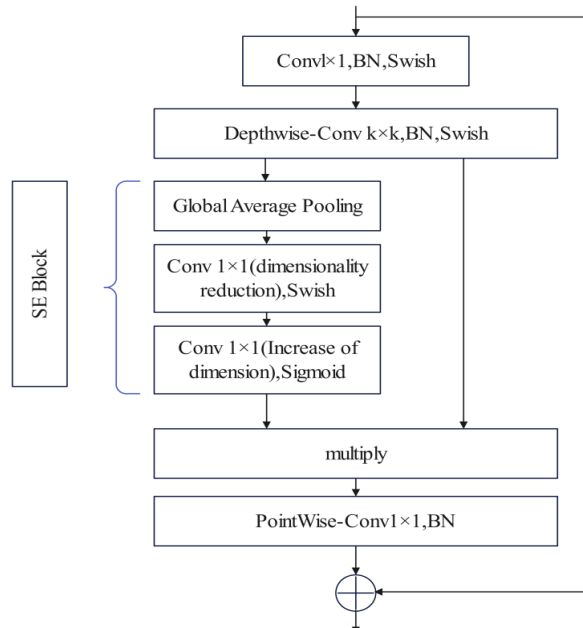 Convl×1,BN,Swish
Depthwise-Conv k×k,BN,Swish
SE Block
Global Average Pooling
Conv 1×1(dimensionality
reduction),Swish
Conv 1×1(Increase of
dimension),Sigmoid
multiply
PointWise-Conv1×1,BN